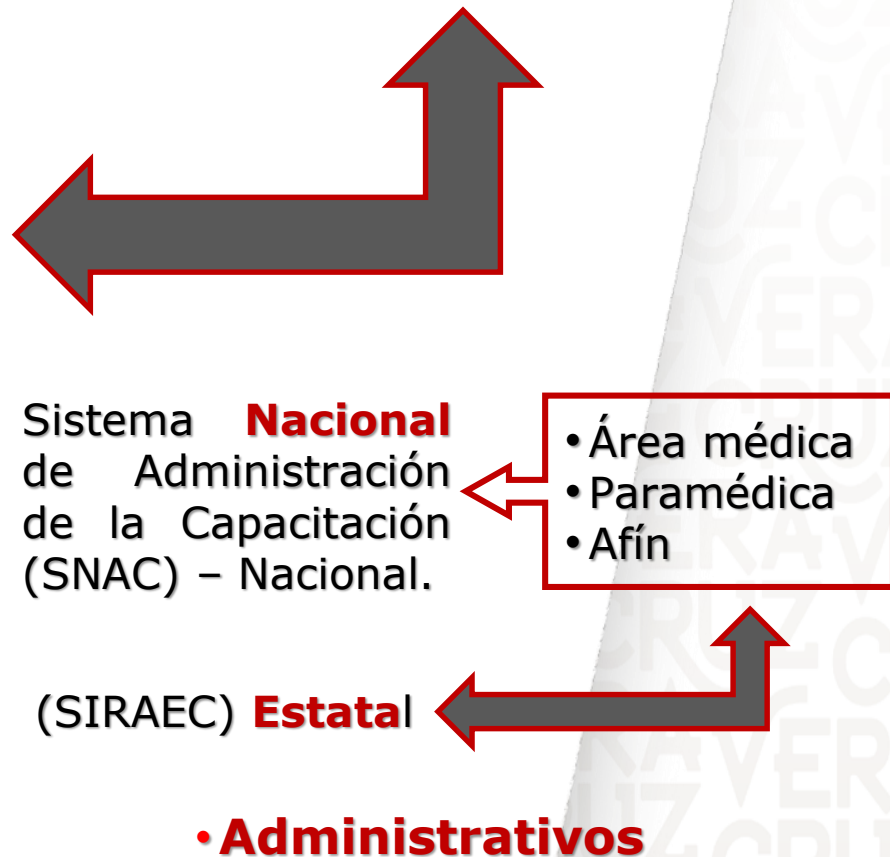 Sistema Nacional
de Administración
de la Capacitación
(SNAC) – Nacional.
• Área médica
• Paramédica
• Afín
(SIRAEC) Estatal
• Administrativos